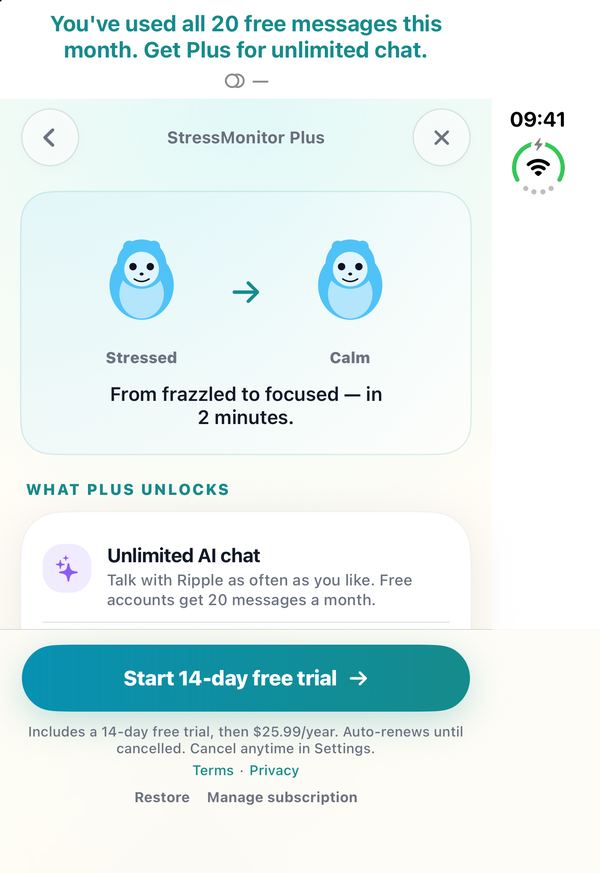 You've used all 20 free messages this
month. Get Plus for unlimited chat.
StressMonitor Plus
09:41
Stressed
Calm
From frazzled to focused — in
2 minutes.
WHAT PLUS UNLOCKS
Unlimited AI chat
Talk with Ripple as often as you like. Free
accounts get 20 messages a month.
Start 14-day free trial →
Includes a 14-day free trial, then $25.99/year. Auto-renews until
cancelled. Cancel anytime in Settings.
Terms · Privacy
Restore Manage subscription